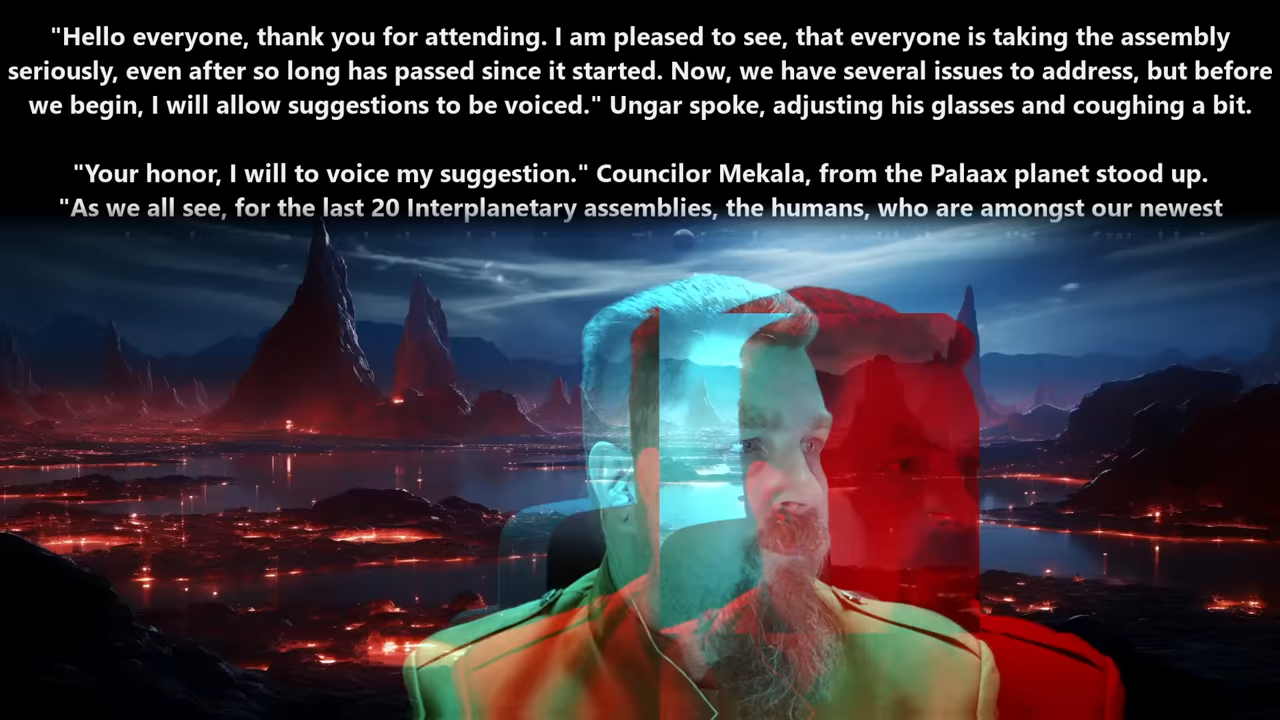 "Hello everyone, thank you for attending. I am pleased to see, that everyone is taking the assembly
seriously, even after so long has passed since it started. Now, we have several issues to address, but before
we begin, I will allow suggestions to be voiced." Ungar spoke, adjusting his glasses and coughing a bit.
"Your honor, I will to voice my suggestion." Councilor Mekala, from the Palaax planet stood up.
"As we all see, for the last 20 Interplanetary assemblies, the humans, who are amongst our newest